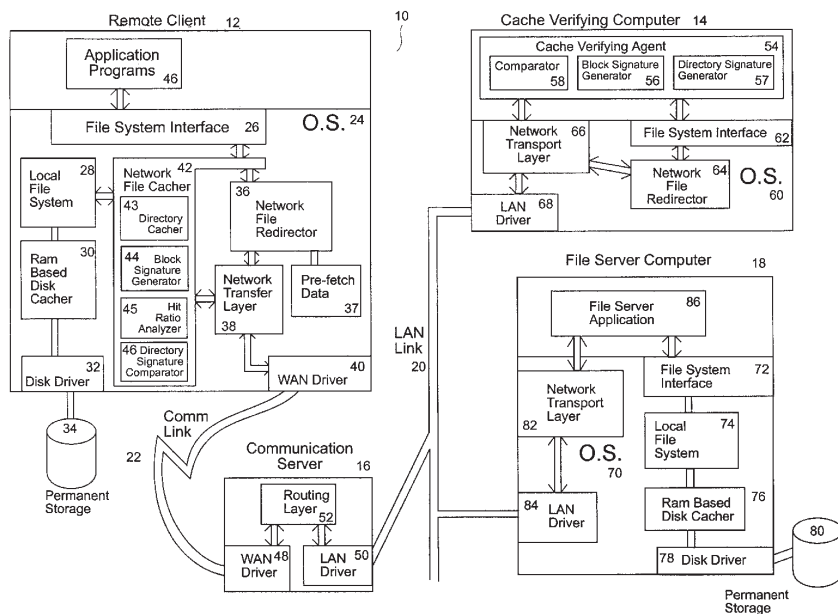 Remote Client 12
10
Application
Programs
46
File System Interface
26
O.S. 24
28
Local
File
System
30
Ram
Based
Disk
Cacher
32
Disk Driver
34
Permanent
Storage
42
Network
File Cacher
43
Directory
Cacher
44 Block
Signature
Generator
45 Hit
Ratio
Analyzer
46 Directory
Signature
Comparator
36
Network
File
Redirector
Network
Transfer
Layer
38
Pre-fetch
Data
37
40
WAN Driver
Comm
Link
22
Communication
Server
16
Routing
Layer
52
WAN 48
Driver
LAN 50
Driver
LAN
Link
20
Cache Verifying Computer 14
Cache Verifying Agent 54
Comparator
58
Block Signature
Generator 56
Directory Signature
Generator 57
Network 66
Transport
Layer
File System Interface
62
64
Network File
Redirector
O.S.
60
LAN
Driver 68
File Server Computer 18
86
File Server
Application
Network
Transport
82 Layer
File System
Interface 72
74
Local
File
System
O.S.
70
84 LAN
Driver
76
Ram Based
Disk Cacher
78 Disk Driver
80
Permanent
Storage